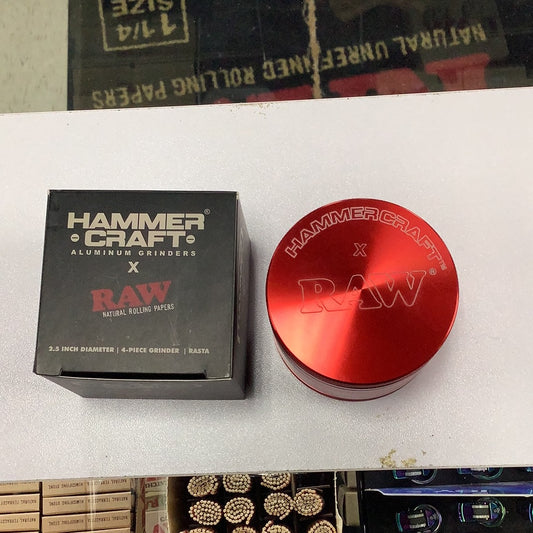 1 1/4
SIZE
NATURAL UNREFINED ROLLING PAPERS
HAMMER®
CRAFT
ALUMINUM GRINDERS
X
RAW
NATURAL ROLLING PAPERS
2.5 INCH DIAMETER | 4-PIECE GRINDER | RASTA
HAMMERCRAFT™
X
RAW®